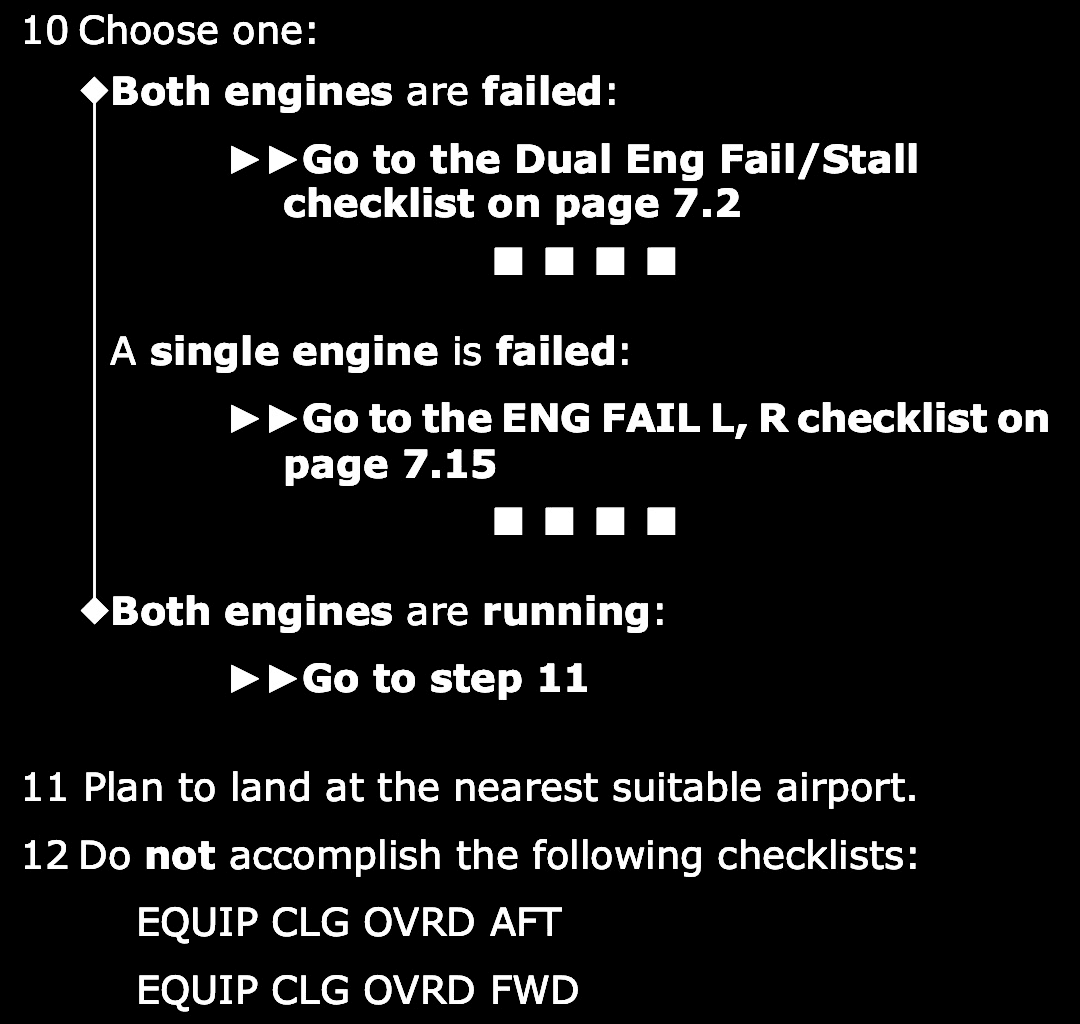 10 Choose one:
◆Both engines are failed:
►►Go to the Dual Eng Fail/Stall
checklist on page 7.2
■ ■ ■ ■
A single engine is failed:
►►Go to the ENG FAIL L, R checklist on
page 7.15
■ ■ ■ ■
◆Both engines are running:
►►Go to step 11
11 Plan to land at the nearest suitable airport.
12 Do not accomplish the following checklists:
EQUIP CLG OVRD AFT
EQUIP CLG OVRD FWD